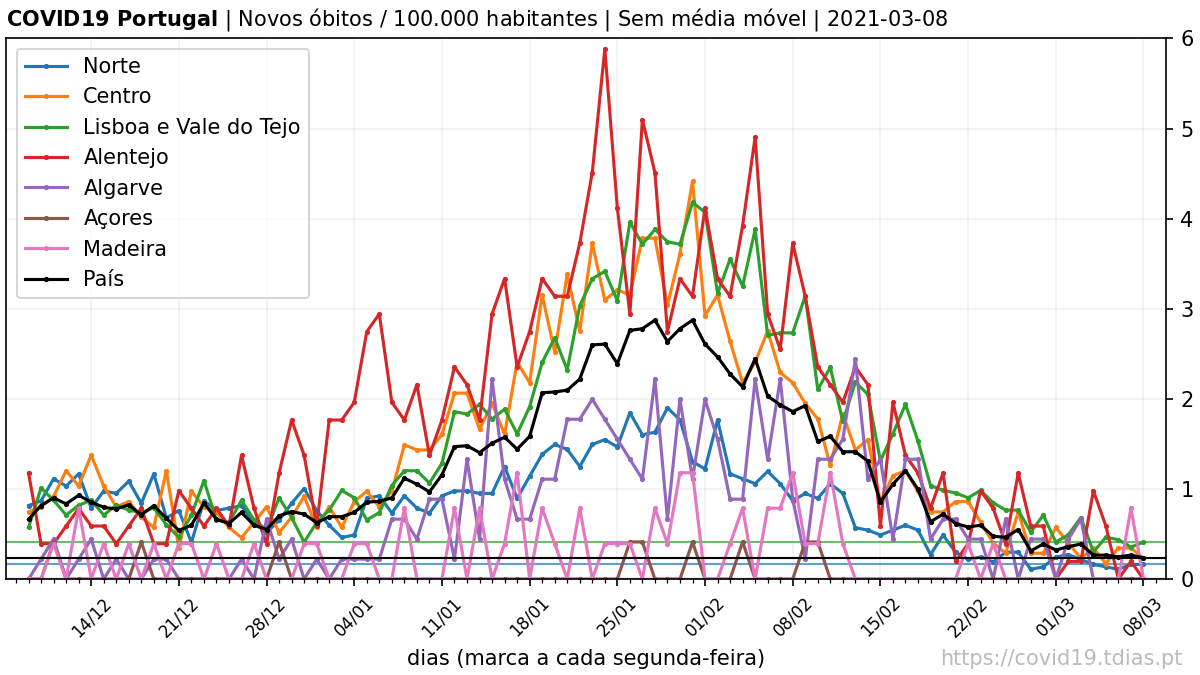 COVID19 Portugal | Novos óbitos / 100.000 habitantes | Sem média móvel | 2021-03-08
Norte
Centro
Lisboa e Vale do Tejo
Alentejo
Algarve
Açores
Madeira
País
6
5
4
3
2
1
0
14/12
21/12
28/12
04/01
11/01
18/01
25/01
01/02
08/02
15/02
22/02
01/03
08/03
dias (marca a cada segunda-feira)
https://covid19.tdias.pt